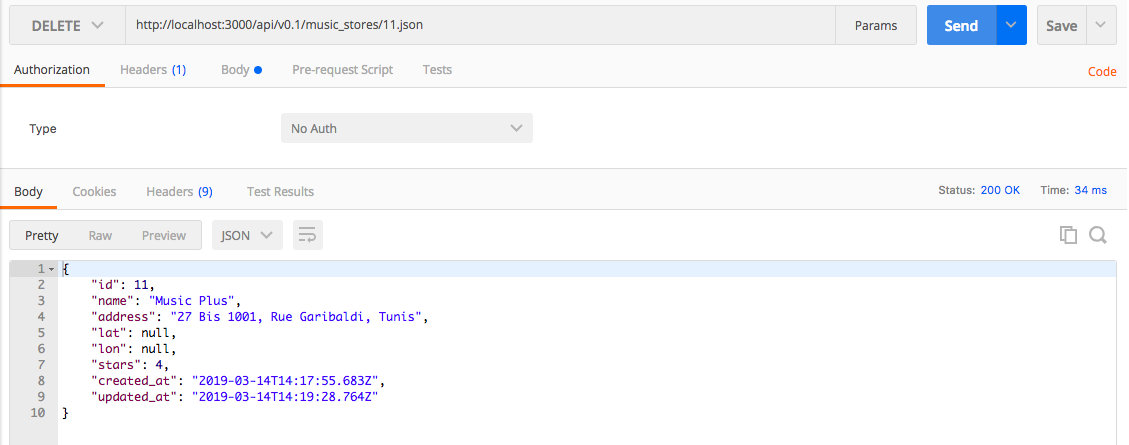 DELETE http://localhost:3000/api/v0.1/music_stores/11.json Params Send Save
Authorization Headers (1) Body Pre-request Script Tests Code
Type No Auth
Body Cookies Headers (9) Test Results Status: 200 OK Time: 34 ms
Pretty Raw Preview JSON
1 {
2 "id": 11,
3 "name": "Music Plus",
4 "address": "27 Bis 1001, Rue Garibaldi, Tunis",
5 "lat": null,
6 "lon": null,
7 "stars": 4,
8 "created_at": "2019-03-14T14:17:55.683Z",
9 "updated_at": "2019-03-14T14:19:28.764Z"
10 }